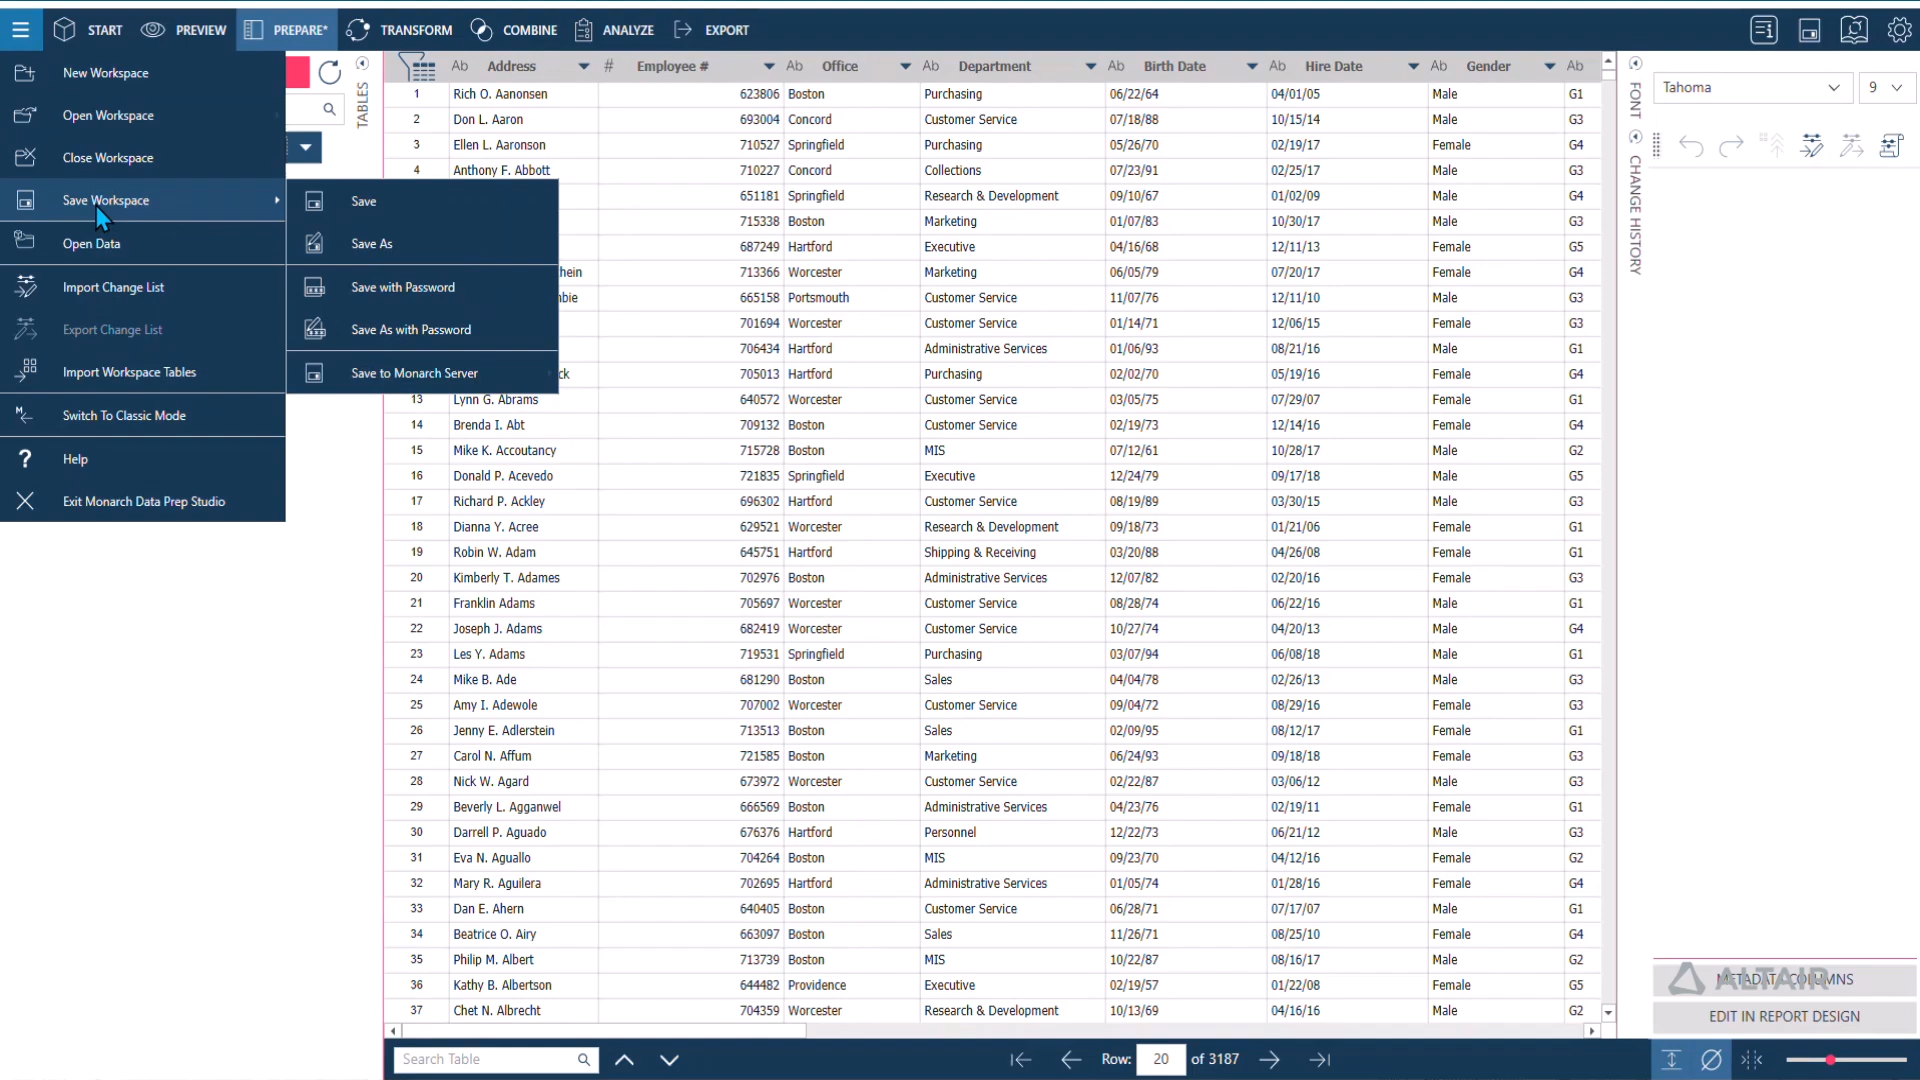 START PREVIEW PREPARE* TRANSFORM COMBINE ANALYZE EXPORT
New Workspace
Open Workspace
Close Workspace
Save Workspace
Open Data
Import Change List
Export Change List
Import Workspace Tables
Switch To Classic Mode
? Help
Exit Monarch Data Prep Studio
Save
Save As
Save with Password
Save As with Password
Save to Monarch Server
TABLES
Ab Address # Employee # Ab Office Ab Department Ab Birth Date Ab Hire Date Ab Gender Ab
1 Rich O. Aanonsen 623806 Boston Purchasing 06/22/64 04/01/05 Male G1
2 Don L. Aaron 693004 Concord Customer Service 07/18/88 10/15/14 Male G3
3 Ellen L. Aaronson 710527 Springfield Purchasing 05/26/70 02/19/17 Male G4
4 Anthony F. Abbott 710227 Concord Collections 07/23/91 02/25/17 Male G3
651181 Springfield Research & Development 09/10/67 01/02/09 Male G4
715338 Boston Marketing 01/07/83 10/30/17 Male G3
687249 Hartford Executive 04/16/68 12/11/13 Female G5
hein 713366 Worcester Marketing 06/05/79 07/20/17 Female G4
bie 665158 Portsmouth Customer Service 11/07/76 12/11/10 Male G3
701694 Worcester Customer Service 01/14/71 12/06/15 Female G3
706434 Hartford Administrative Services 01/06/93 08/21/16 Male G1
ck 705013 Hartford Purchasing 02/02/70 05/19/16 Female G4
13 Lynn G. Abrams 640572 Worcester Customer Service 03/05/75 07/29/07 Male G1
14 Brenda I. Abt 709132 Boston Customer Service 02/19/73 12/14/16 Female G4
15 Mike K. Accoutancy 715728 Boston MIS 07/12/61 10/28/17 Male G2
16 Donald P. Acevedo 721835 Springfield Executive 12/24/79 09/17/18 Male G5
17 Richard P. Ackley 696302 Hartford Customer Service 08/19/89 03/30/15 Male G3
18 Dianna Y. Acree 629521 Worcester Research & Development 09/18/73 01/21/06 Female G1
19 Robin W. Adam 645751 Hartford Shipping & Receiving 03/20/88 04/26/08 Female G1
20 Kimberly T. Adames 702976 Boston Administrative Services 12/07/82 02/20/16 Female G3
21 Franklin Adams 705697 Worcester Customer Service 08/28/74 06/22/16 Male G1
22 Joseph J. Adams 682419 Worcester Customer Service 10/27/74 04/20/13 Male G4
23 Les Y. Adams 719531 Springfield Purchasing 03/07/94 06/08/18 Male G1
24 Mike B. Ade 681290 Boston Sales 04/04/78 02/26/13 Male G3
25 Amy I. Adewole 707002 Worcester Customer Service 09/04/72 08/29/16 Female G3
26 Jenny E. Adlerstein 713513 Boston Sales 02/09/95 08/12/17 Female G1
27 Carol N. Affum 721585 Boston Marketing 06/24/93 09/18/18 Female G3
28 Nick W. Agard 673972 Worcester Customer Service 02/22/87 03/06/12 Male G3
29 Beverly L. Agganwel 666569 Boston Administrative Services 04/23/76 02/19/11 Female G1
30 Darrell P. Aguado 676376 Hartford Personnel 12/22/73 06/21/12 Male G3
31 Eva N. Aguallo 704264 Boston MIS 09/23/70 04/12/16 Female G2
32 Mary R. Aguilera 702695 Hartford Administrative Services 01/05/74 01/28/16 Female G4
33 Dan E. Ahern 640405 Boston Customer Service 06/28/71 07/17/07 Male G1
34 Beatrice O. Airy 663097 Boston Sales 11/26/71 08/25/10 Female G4
35 Philip M. Albert 713739 Boston MIS 10/22/87 08/16/17 Male G2
36 Kathy B. Albertson 644482 Providence Executive 02/19/57 01/22/08 Female G5
37 Chet N. Albrecht 704359 Worcester Research & Development 10/13/69 04/16/16 Male G2
Search Table
Row: 20 of 3187
FONT
CHANGE HISTORY
Tahoma 9
METADATA COLUMNS
ALTAIR
EDIT IN REPORT DESIGN